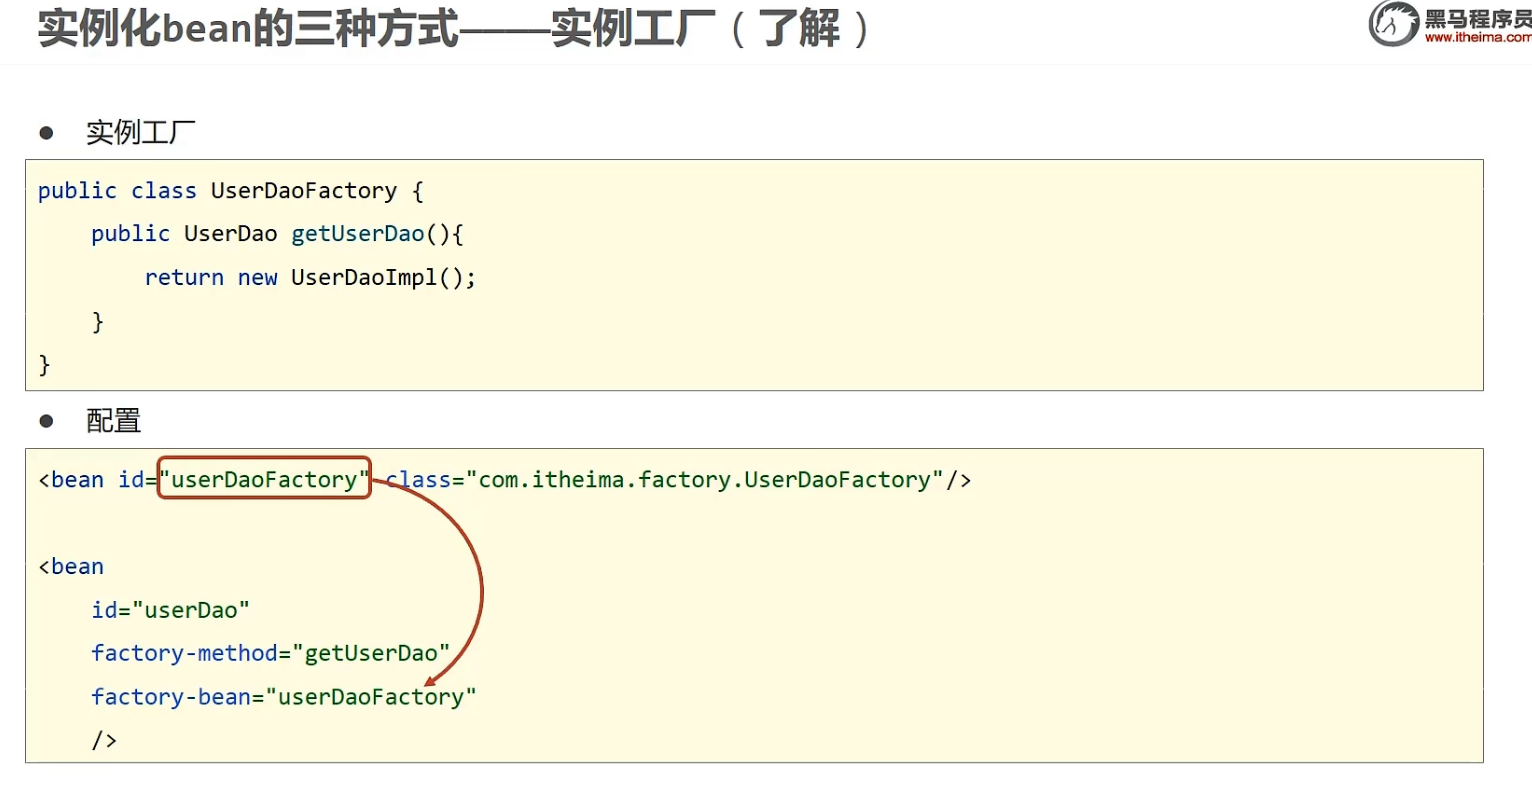 实例化bean的三种方式——实例工厂（了解）
黑马程序员
www.itheima.com
● 实例工厂
public class UserDaoFactory {
    public UserDao getUserDao(){
        return new UserDaoImpl();
    }
}
● 配置
<bean id="userDaoFactory" class="com.itheima.factory.UserDaoFactory"/>
<bean
    id="userDao"
    factory-method="getUserDao"
    factory-bean="userDaoFactory"
    />